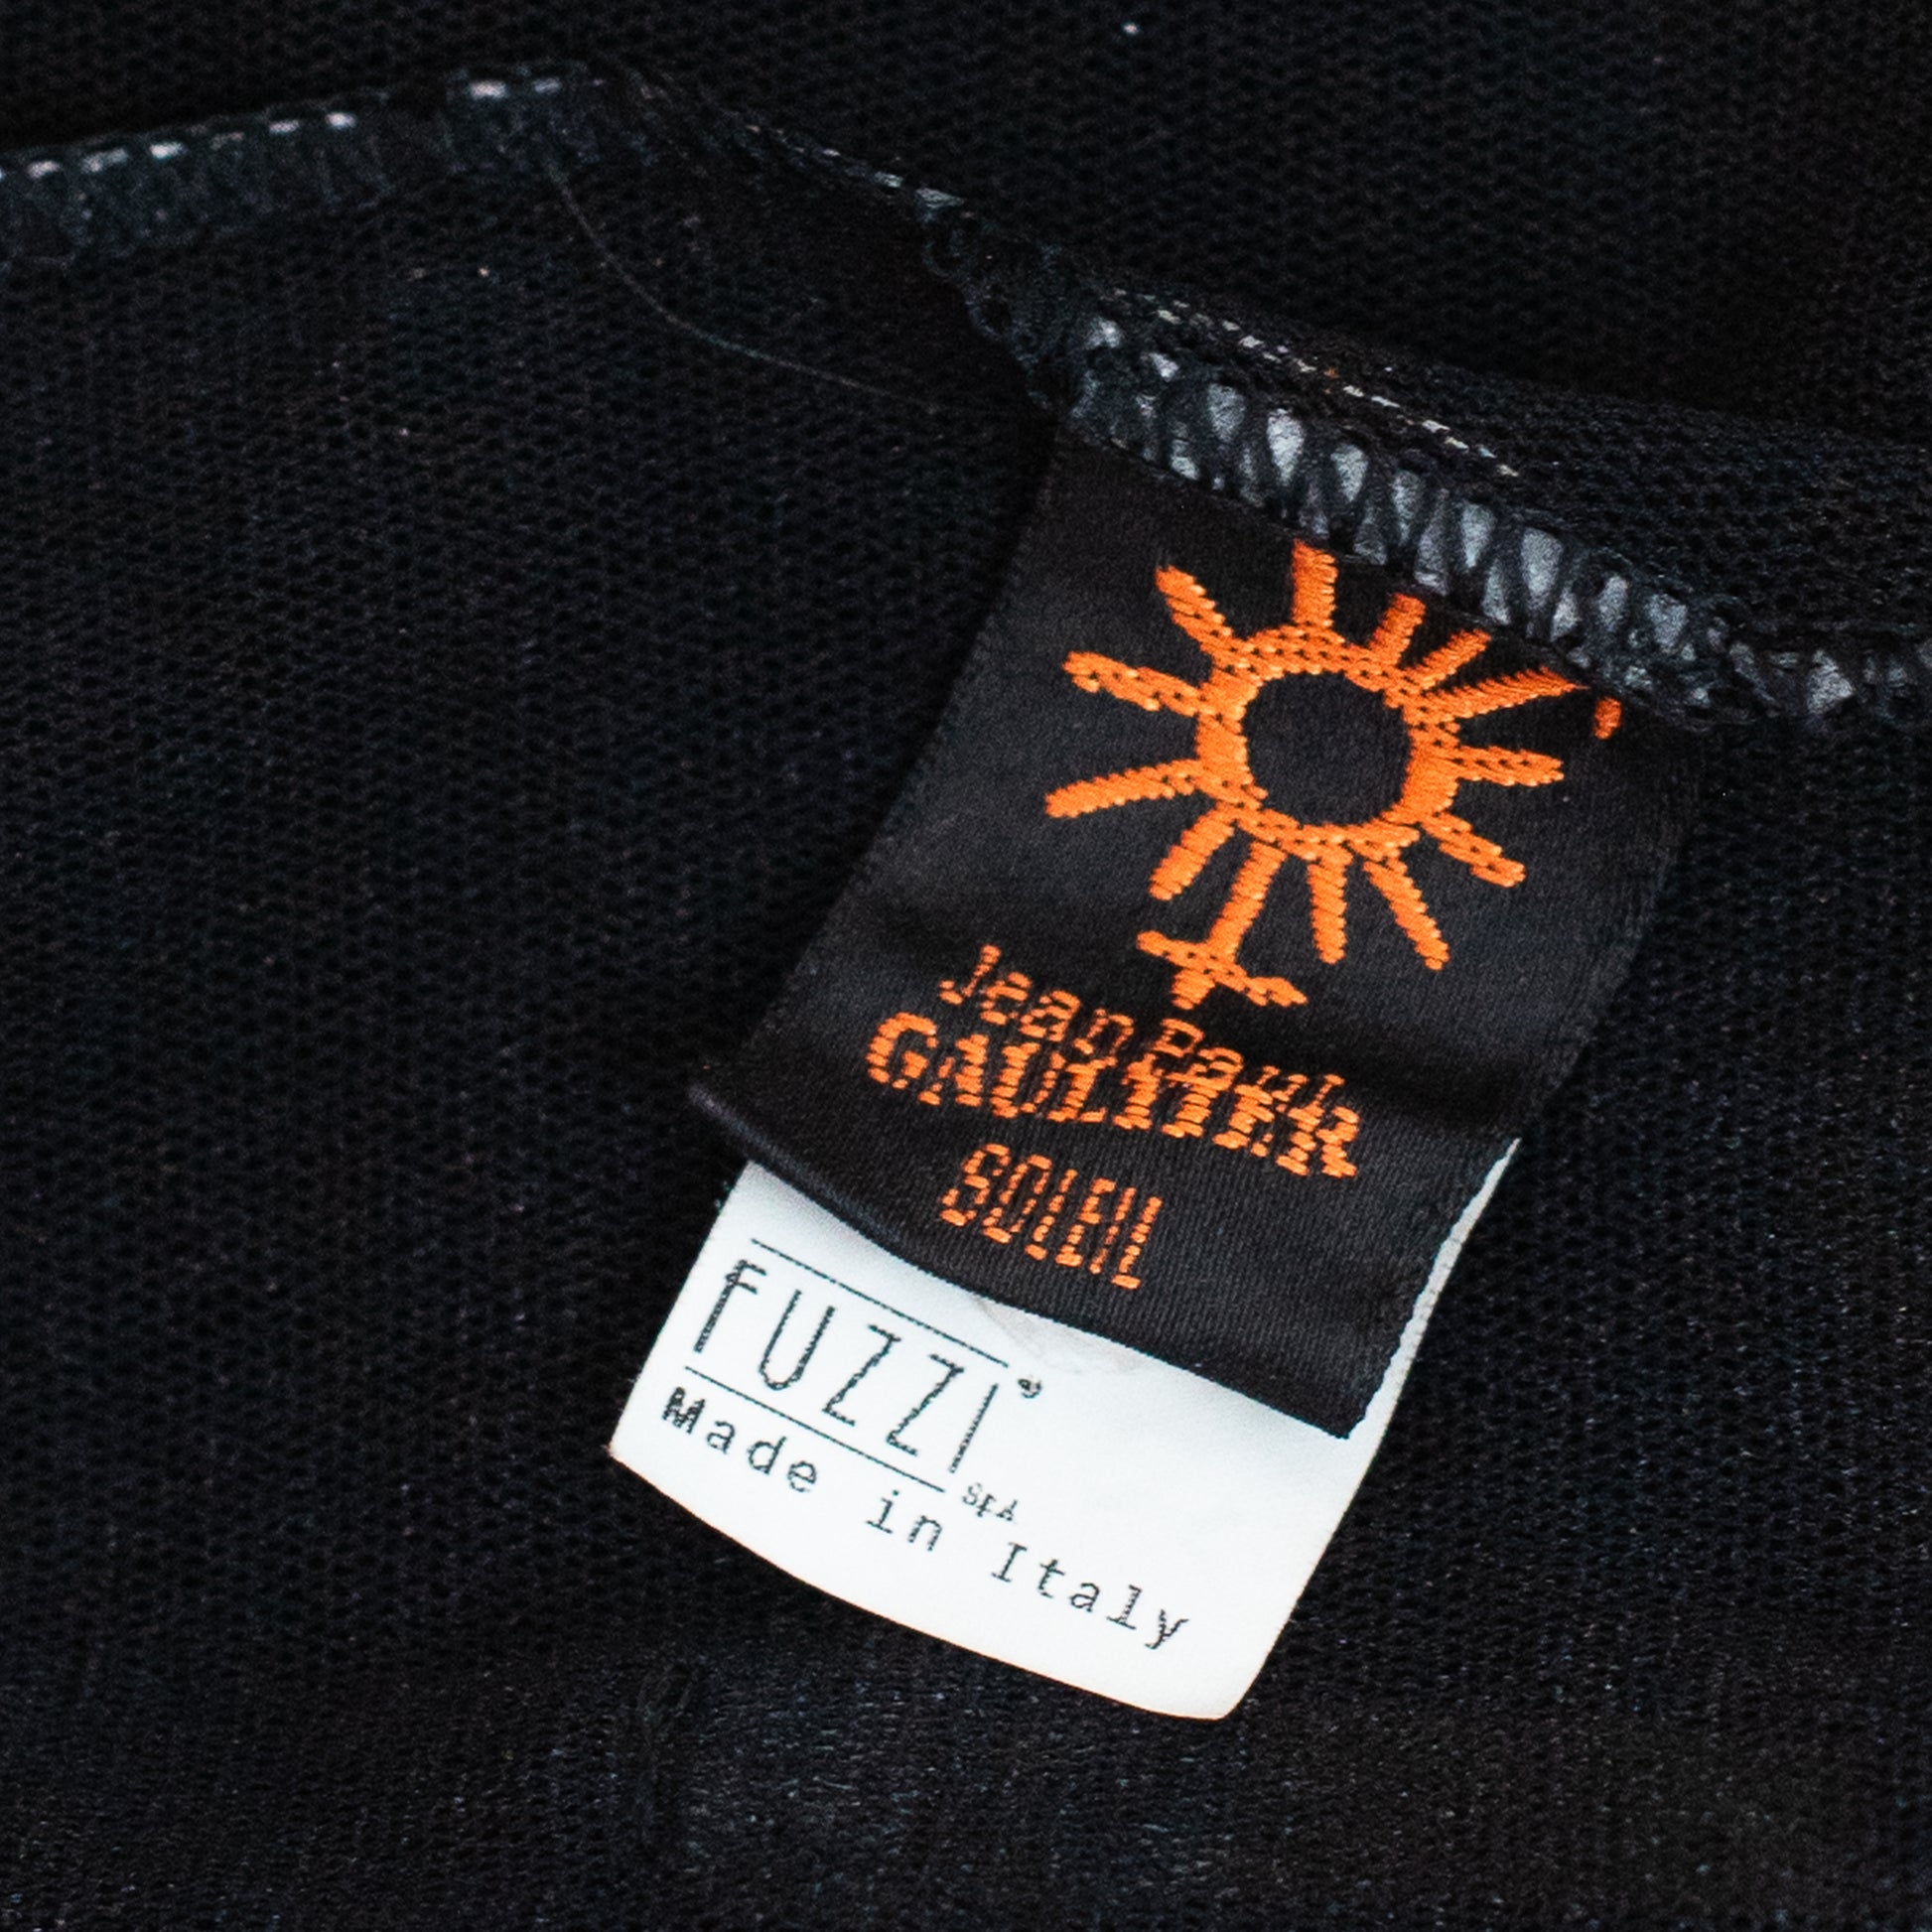 Jean Paul
GAULTIER
SOLEIL
FUZZI®
SPA
Made in Italy